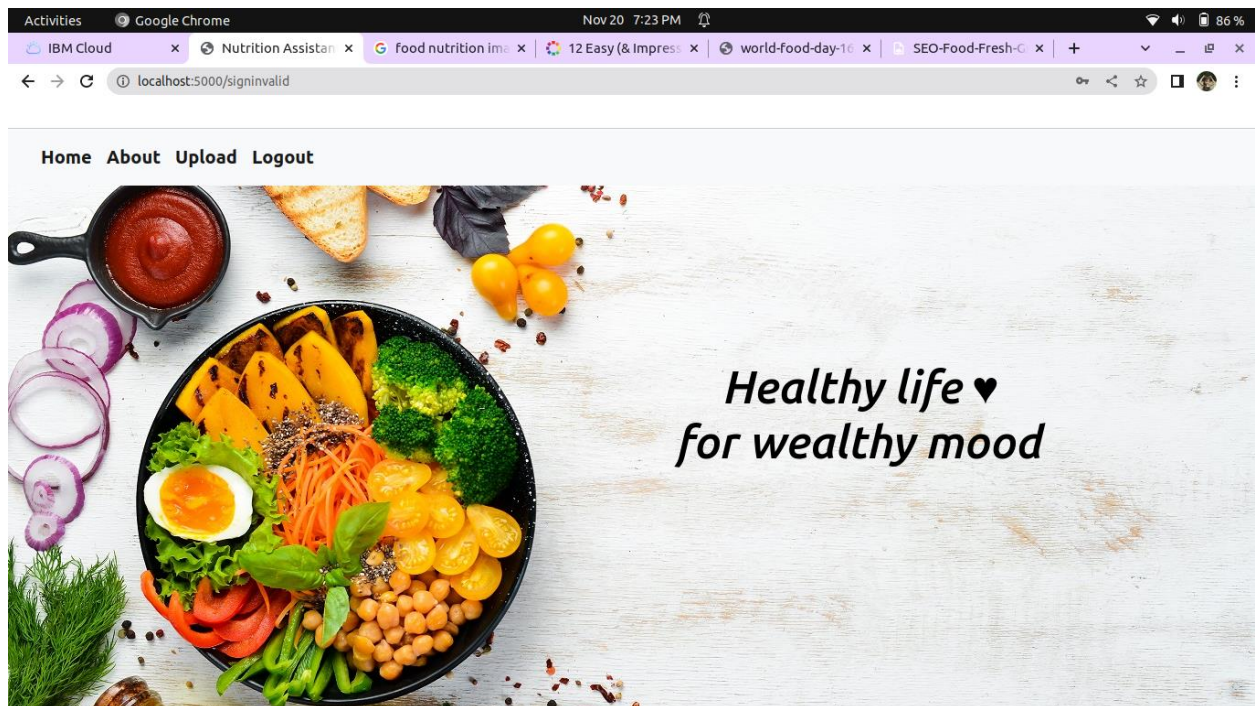 Activities Google Chrome Nov 20 7:23 PM 86 %
IBM Cloud Nutrition Assistan food nutrition ima 12 Easy (& Impress world-food-day-16 SEO-Food-Fresh-G
localhost:5000/signinvalid
Home About Upload Logout
Healthy life ♥
for wealthy mood